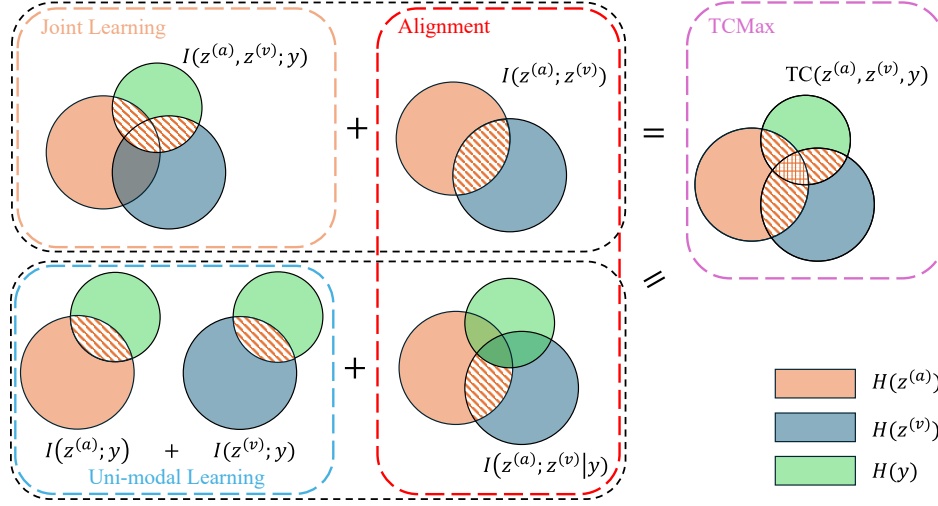 Joint Learning
I(z^(a), z^(v); y)
+
Alignment
I(z^(a); z^(v))
=
TCMax
TC(z^(a), z^(v), y)
I(z^(a); y) + I(z^(v); y)
Uni-modal Learning
+
I(z^(a); z^(v)|y)
=
H(z^(a))
H(z^(v))
H(y)